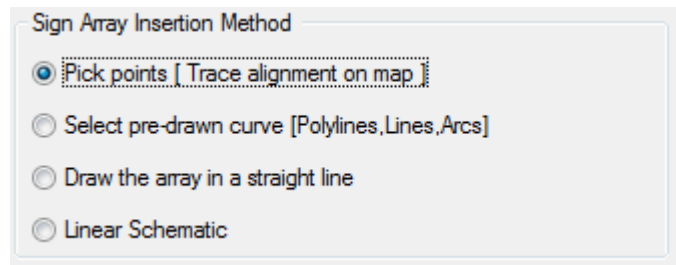 Sign Array Insertion Method
Pick points [ Trace alignment on map ]
Select pre-drawn curve [Polylines,Lines,Arcs]
Draw the array in a straight line
Linear Schematic